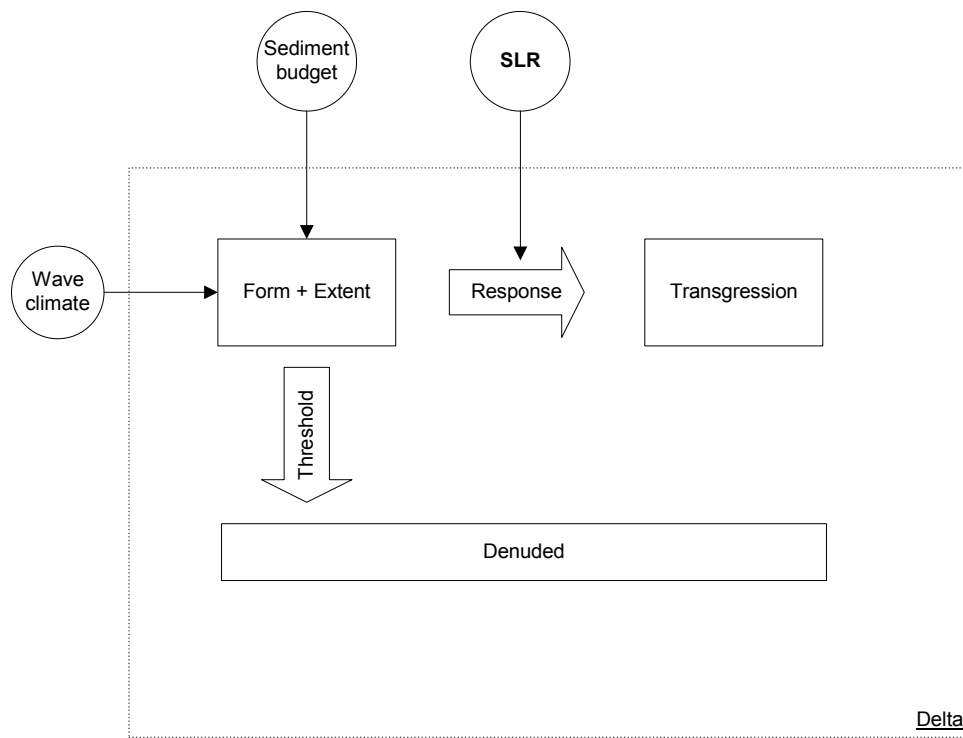 Sediment
budget
SLR
Wave
climate
Form + Extent
Response
Transgression
Threshold
Denuded
Delta